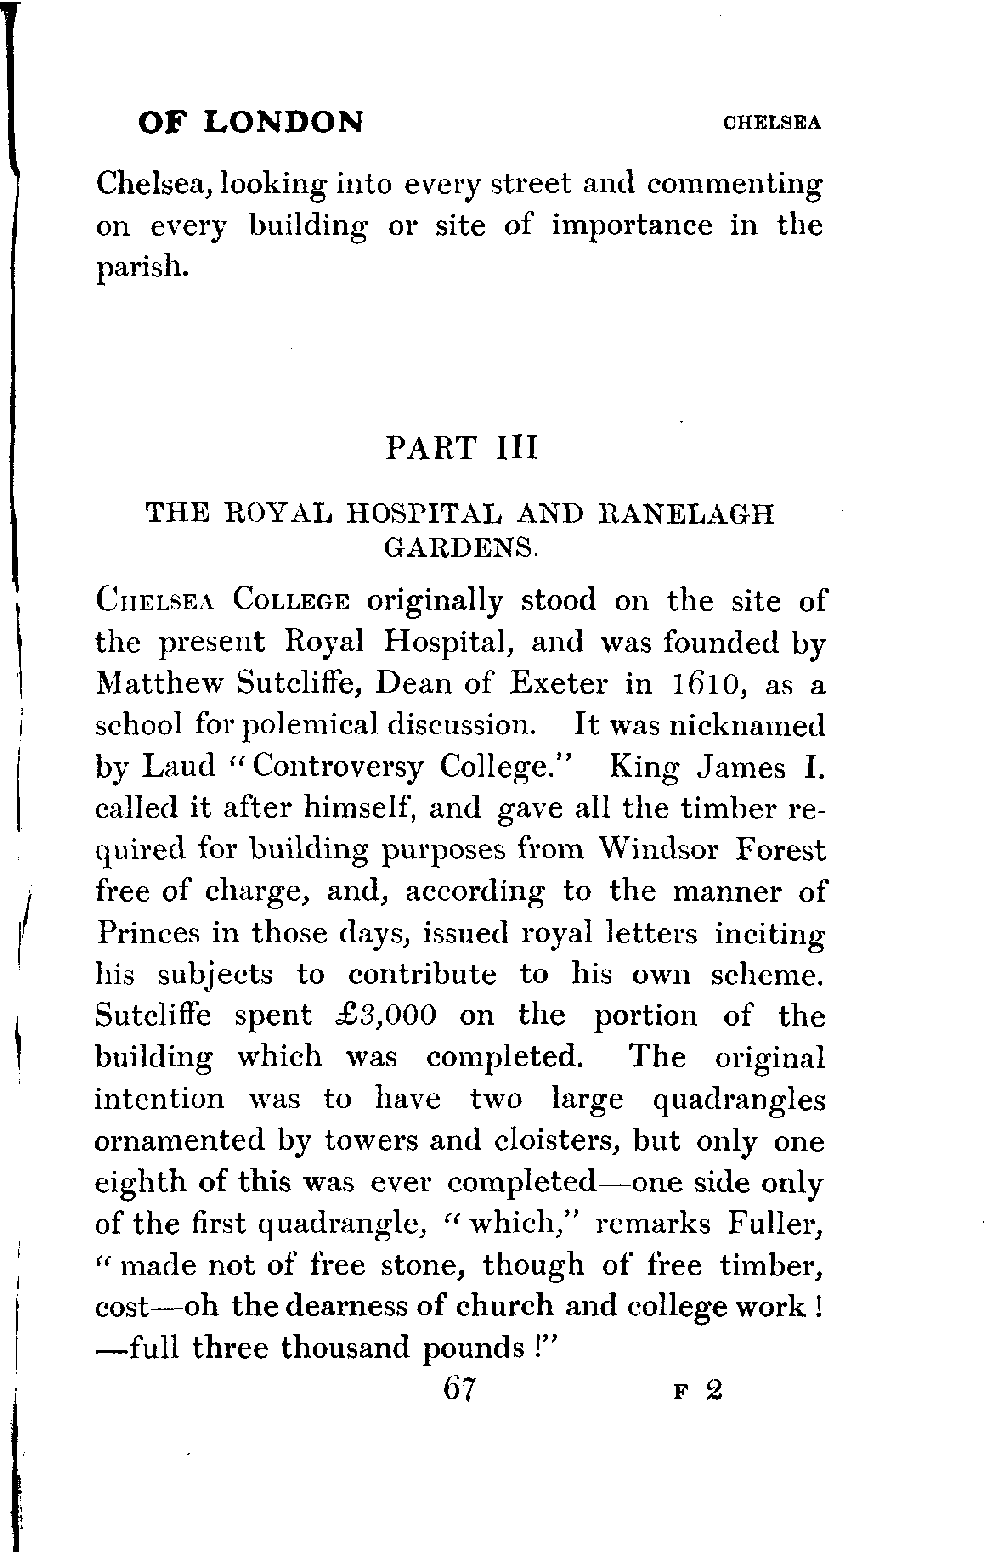 OF LONDON CHELSEA
Chelsea, looking into every street and commenting
on every building or site of importance in the
parish.
PART III
THE ROYAL HOSPITAL AND RANELAGH
GARDENS.
CHELSEA COLLEGE originally stood on the site of
the present Royal Hospital, and was founded by
Matthew Sutcliffe, Dean of Exeter in 1610, as a
school for polemical discussion. It was nicknamed
by Laud "Controversy College." King James I.
called it after himself, and gave all the timber re-
quired for building purposes from Windsor Forest
free of charge, and, according to the manner of
Princes in those days, issued royal letters inciting
his subjects to contribute to his own scheme.
Sutcliffe spent £3,000 on the portion of the
building which was completed. The original
intention was to have two large quadrangles
ornamented by towers and cloisters, but only one
eighth of this was ever completed—one side only
of the first quadrangle, "which," remarks Fuller,
"made not of free stone, though of free timber,
cost—oh the dearness of church and college work!
—full three thousand pounds!"
67 F 2